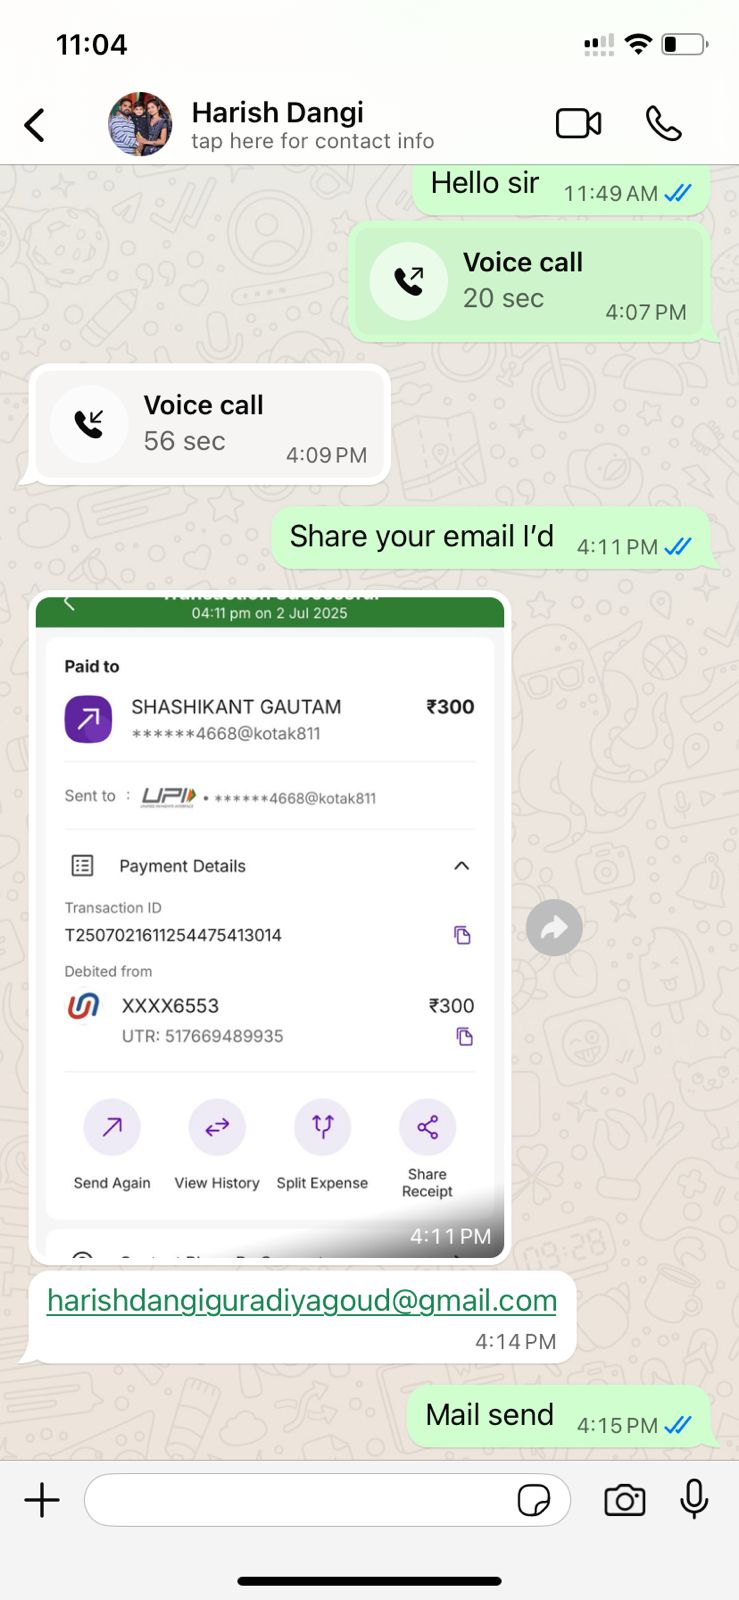 11:04
Harish Dangi
tap here for contact info
Hello sir 11:49 AM
Voice call
20 sec 4:07 PM
Voice call
56 sec 4:09 PM
Share your email I'd 4:11 PM
Transaction Successful
04:11 pm on 2 Jul 2025
Paid to
SHASHIKANT GAUTAM ₹300
******4668@kotak811
Sent to : UPI • ******4668@kotak811
Payment Details
Transaction ID
T2507021611254475413014
Debited from
XXXX6553 ₹300
UTR: 517669489935
Send Again View History Split Expense Share
Receipt
4:11 PM
harishdangiguradiyagoud@gmail.com
4:14 PM
Mail send 4:15 PM